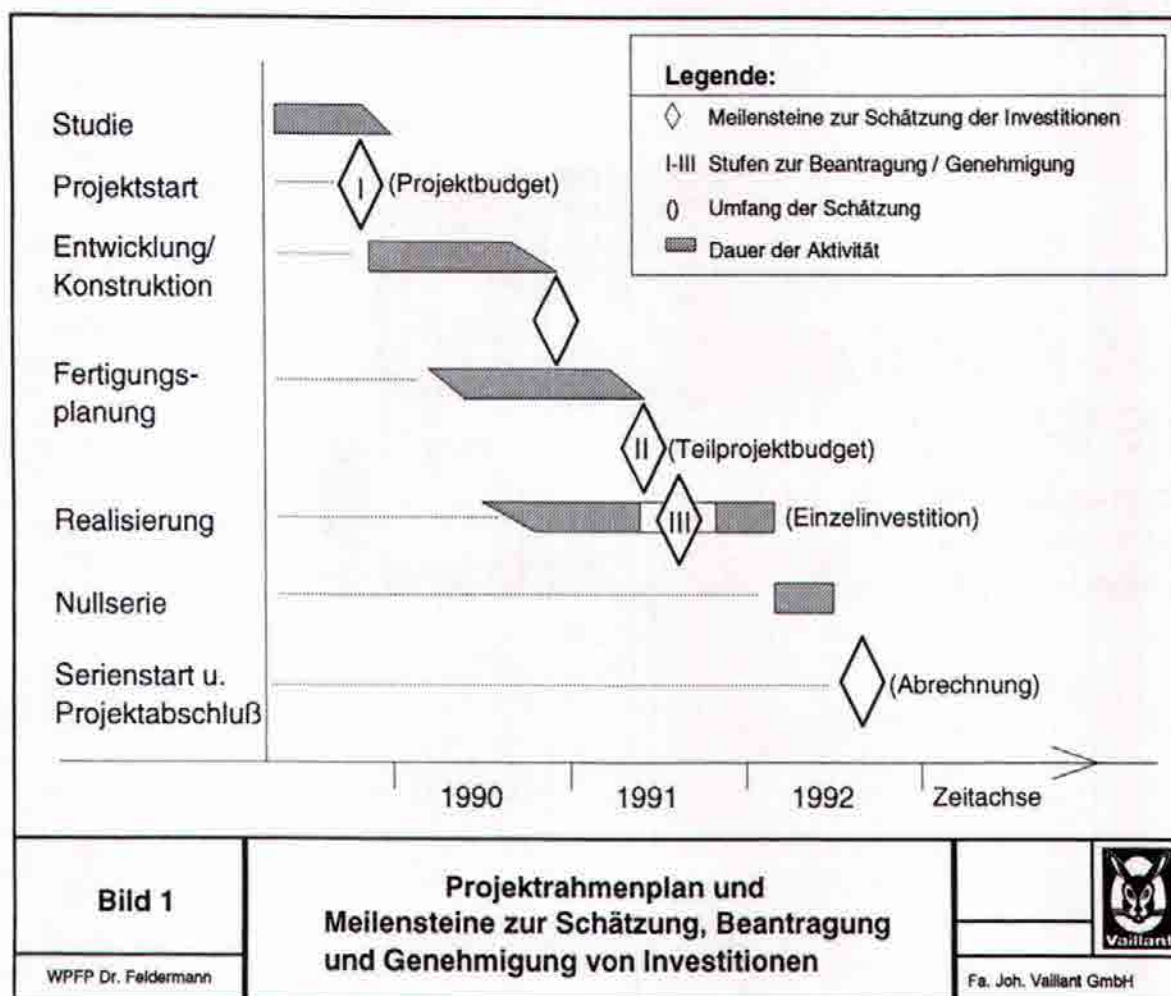 Legende:
Meilensteine zur Schätzung der Investitionen
I-III Stufen zur Beantragung / Genehmigung
() Umfang der Schätzung
Dauer der Aktivität
Studie
Projektstart
I (Projektbudget)
Entwicklung/
Konstruktion
Fertigungs-
planung
II (Teilprojektbudget)
Realisierung
III (Einzelinvestition)
Nullserie
Serienstart u.
Projektabschluß
(Abrechnung)
1990 1991 1992 Zeitachse
Bild 1
WPFP Dr. Feldermann
Projektrahmenplan und
Meilensteine zur Schätzung, Beantragung
und Genehmigung von Investitionen
Vaillant
Fa. Joh. Vaillant GmbH